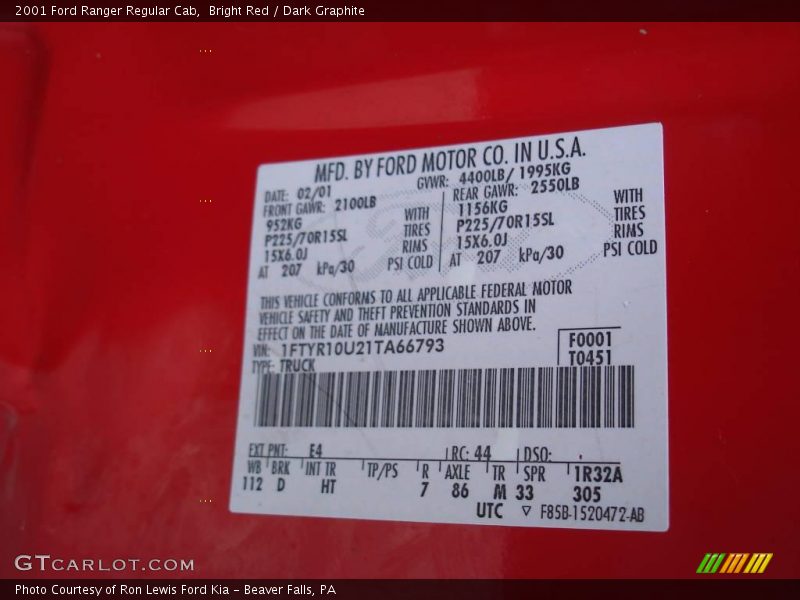 2001 Ford Ranger Regular Cab, Bright Red / Dark Graphite
MFD. BY FORD MOTOR CO. IN U.S.A.
DATE: 02/01 GVWR: 4400LB/ 1995KG
FRONT GAWR: 2100LB REAR GAWR: 2550LB
952KG WITH 1156KG WITH
P225/70R15SL TIRES P225/70R15SL TIRES
15X6.0J RIMS 15X6.0J RIMS
AT 207 kPa/30 PSI COLD AT 207 kPa/30 PSI COLD
THIS VEHICLE CONFORMS TO ALL APPLICABLE FEDERAL MOTOR
VEHICLE SAFETY AND THEFT PREVENTION STANDARDS IN
EFFECT ON THE DATE OF MANUFACTURE SHOWN ABOVE.
VIN: 1FTYR10U21TA66793 F0001
TYPE: TRUCK T0451
EXT PNT: E4 RC: 44 DSO:
WB BRK INT TR TP/PS R AXLE TR SPR 1R32A
112 D HT 7 86 M 33 305
UTC ▽ F85B-1520472-AB
GTCARLOT.COM
Photo Courtesy of Ron Lewis Ford Kia - Beaver Falls, PA